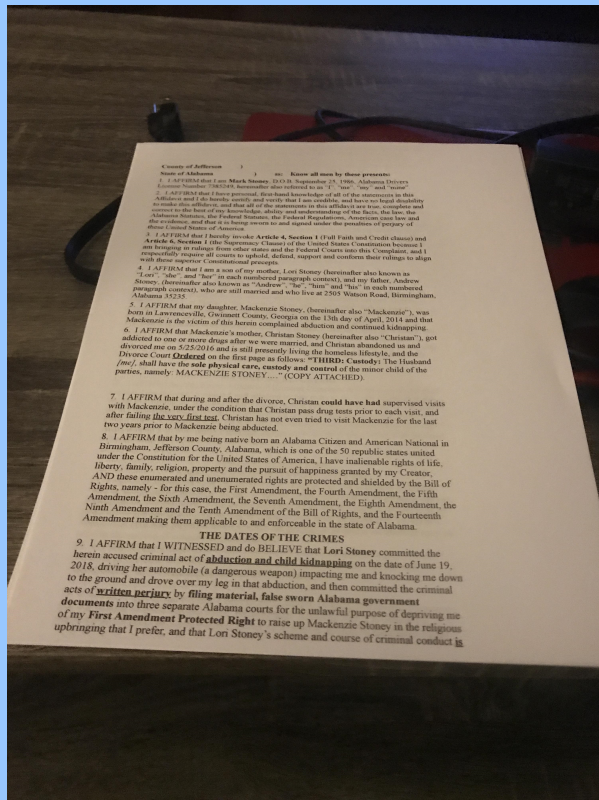 County of Jefferson )
State of Alabama ) ss: Know all men by these presents:
1. I AFFIRM that I am Mark Stoney, D.O.B. September 23, 1986, Alabama Drivers
License Number 7383249, hereinafter also referred to as "I", "me", "my" and "mine"
2. I AFFIRM that I have personal, first-hand knowledge of all of the statements in this
Affidavit and I do hereby certify and verify that I am credible, and have no legal disability
to make this affidavit, and that all of the statements in this affidavit are true, complete and
correct to the best of my knowledge, ability and understanding of the facts, the law, the
Alabama Statutes, the Federal Statutes, the Federal Regulations, American case law and
the evidence, and that it is being sworn to and signed under the penalties of perjury of
these United States of America
3. I AFFIRM that I hereby invoke Article 4, Section 1 (Full Faith and Credit clause) and
Article 6, Section 1 (the Supremacy Clause) of the United States Constitution because I
am bringing in rulings from other states and the Federal Courts into this Complaint, and I
respectfully require all courts to uphold, defend, support and conform their rulings to align
with these superior Constitutional precepts.
4. I AFFIRM that I am a son of my mother, Lori Stoney (hereinafter also known as
"Lori", "she", and "her" in each numbered paragraph contest), and my father, Andrew
Stoney, (hereinafter also known as "Andrew", "he", "him" and "his" in each numbered
paragraph contest), who are still married and who live at 2505 Watson Road, Birmingham,
Alabama 35235
5. I AFFIRM that my daughter, Mackenzie Stoney, (hereinafter also "Mackenzie"), was
born in Lawrenceville, Gwinnett County, Georgia on the 13th day of April, 2014 and that
Mackenzie is the victim of this herein complained abduction and continued kidnapping.
6. I AFFIRM that Mackenzie's mother, Christan Stoney (hereinafter also "Christan"), got
addicted to one or more drugs after we were married, and Christan abandoned us and
divorced me on 5/25/2016 and is still presently living the homeless lifestyle, and the
Divorce Court Ordered on the first page as follows: "THIRD: Custody: The Husband
[me], shall have the sole physical care, custody and control of the minor child of the
parties, namely: MACKENZIE STONEY...." (COPY ATTACHED)
7. I AFFIRM that during and after the divorce, Christan could have had supervised visits
with Mackenzie, under the condition that Christan pass drug tests prior to each visit, and
after failing the very first test, Christan has not even tried to visit Mackenzie for the last
two years prior to Mackenzie being abducted.
8. I AFFIRM that by me being native born an Alabama Citizen and American National in
Birmingham, Jefferson County, Alabama, which is one of the 50 republic states united
under the Constitution for the United States of America, I have inalienable rights of life,
liberty, family, religion, property and the pursuit of happiness granted by my Creator,
AND these enumerated and unenumerated rights are protected and shielded by the Bill of
Rights, namely - for this case, the First Amendment, the Fourth Amendment, the Fifth
Amendment, the Sixth Amendment, the Seventh Amendment, the Eighth Amendment, the
Ninth Amendment and the Tenth Amendment of the Bill of Rights, and the Fourteenth
Amendment making them applicable to and enforceable in the state of Alabama.
THE DATES OF THE CRIMES
9. I AFFIRM that I WITNESSED and do BELIEVE that Lori Stoney committed the
herein accused criminal act of abduction and child kidnapping on the date of June 19,
2018, driving her automobile (a dangerous weapon) impacting me and knocking me down
to the ground and drove over my leg in that abduction, and then committed the criminal
acts of written perjury by filing material, false sworn Alabama government
documents into three separate Alabama courts for the unlawful purpose of depriving me
of my First Amendment Protected Right to raise up Mackenzie Stoney in the religious
upbringing that I prefer, and that Lori Stoney's scheme and course of criminal conduct is